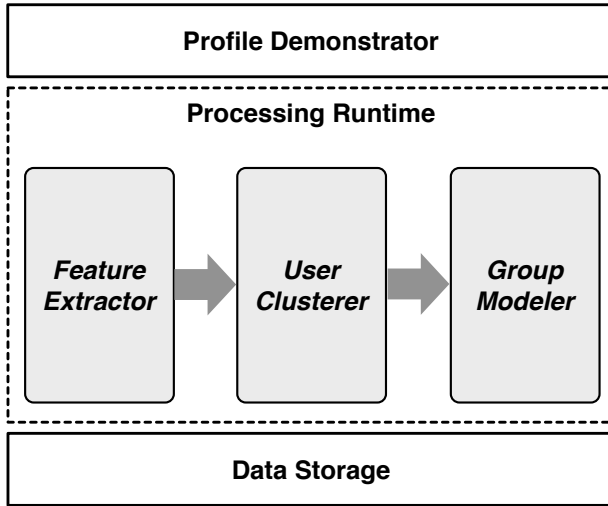 Profile Demonstrator
Processing Runtime
Feature
Extractor
User
Clusterer
Group
Modeler
Data Storage